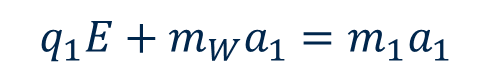 q₁E + m_W a₁ = m₁a₁